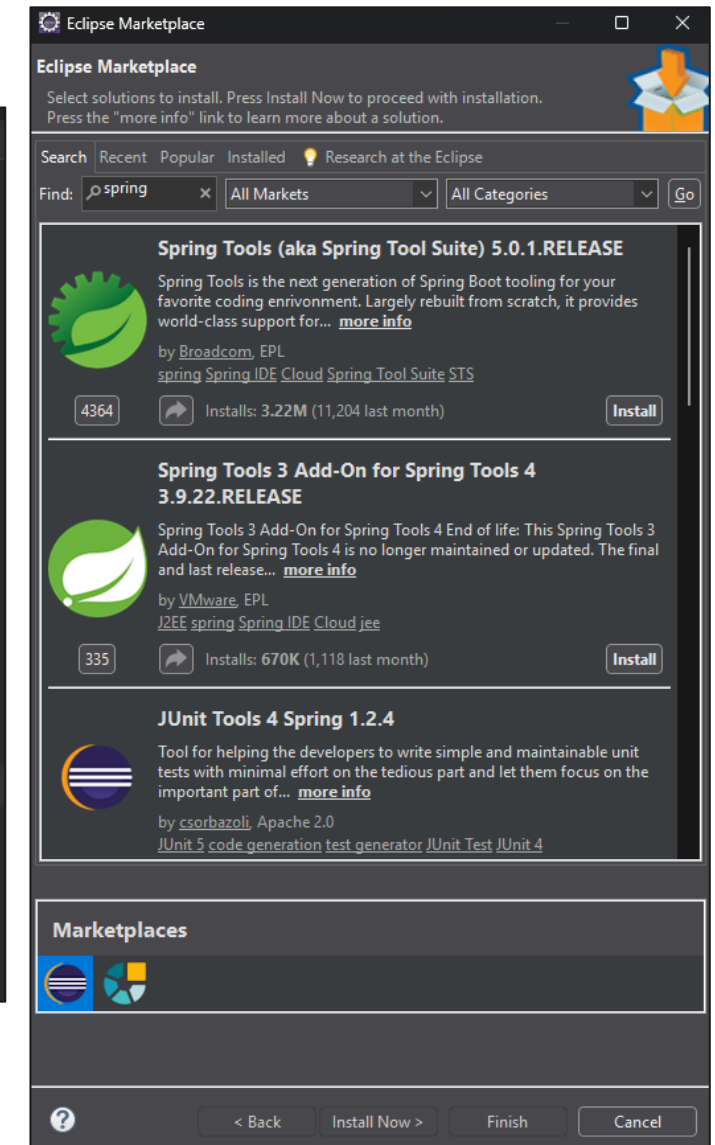 Eclipse Marketplace
Eclipse Marketplace
Select solutions to install. Press Install Now to proceed with installation.
Press the "more info" link to learn more about a solution.
Search Recent Popular Installed Research at the Eclipse
Find: spring All Markets All Categories Go
Spring Tools (aka Spring Tool Suite) 5.0.1.RELEASE
Spring Tools is the next generation of Spring Boot tooling for your
favorite coding enrivonment. Largely rebuilt from scratch, it provides
world-class support for... more info
by Broadcom, EPL
spring Spring IDE Cloud Spring Tool Suite STS
4364 Installs: 3.22M (11,204 last month) Install
Spring Tools 3 Add-On for Spring Tools 4
3.9.22.RELEASE
Spring Tools 3 Add-On for Spring Tools 4 End of life: This Spring Tools 3
Add-On for Spring Tools 4 is no longer maintained or updated. The final
and last release... more info
by VMware, EPL
J2EE spring Spring IDE Cloud jee
335 Installs: 670K (1,118 last month) Install
JUnit Tools 4 Spring 1.2.4
Tool for helping the developers to write simple and maintainable unit
tests with minimal effort on the tedious part and let them focus on the
important part of... more info
by csorbazoli, Apache 2.0
JUnit 5 code generation test generator JUnit Test JUnit 4
Marketplaces
? < Back Install Now > Finish Cancel